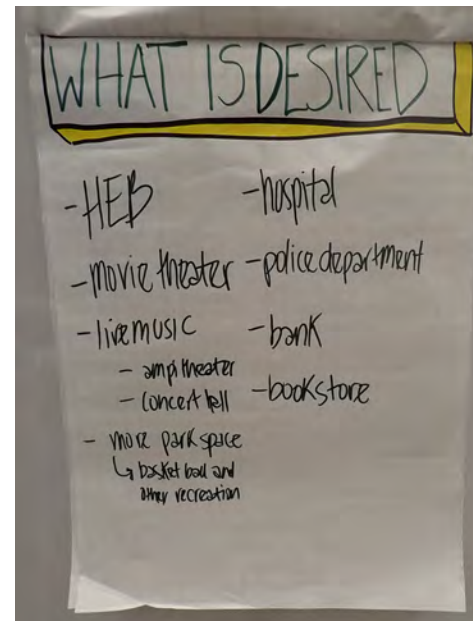 WHAT IS DESIRED
- HEB
- movie theater
- live music
- ampitheater
- concert hell
- more park space
↳ basket ball and
other recreation
- hospital
- police department
- bank
- bookstore